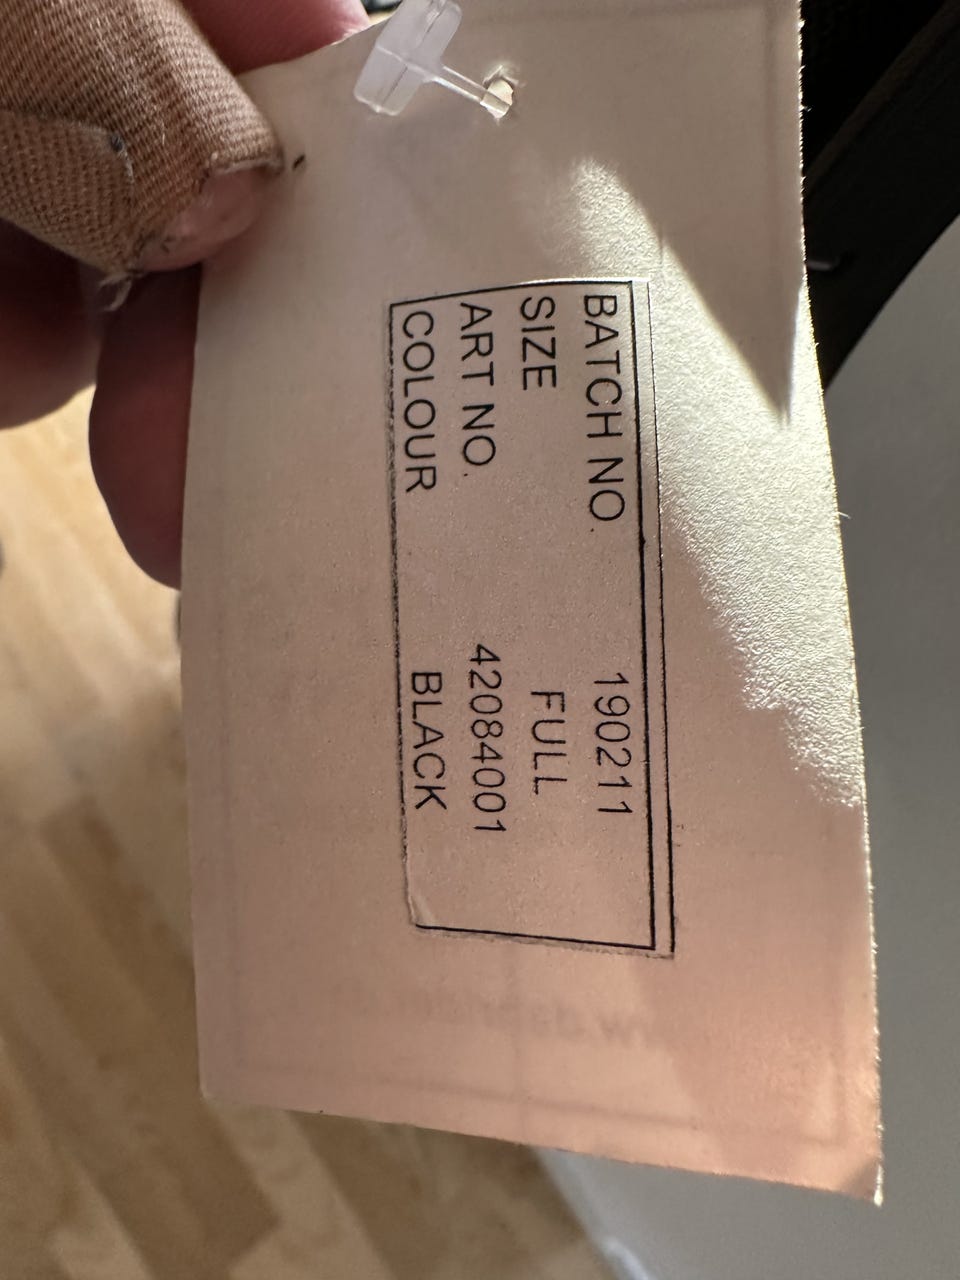 BATCH NO. 190211
SIZE FULL
ART NO. 42084001
COLOUR BLACK